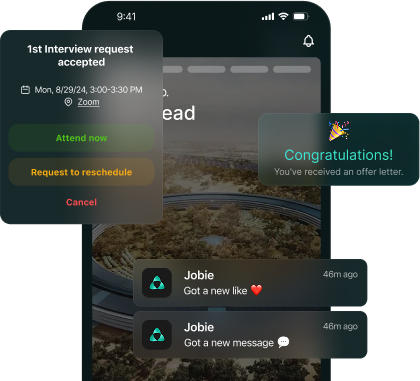 9:41
1st Interview request
accepted
Mon, 8/29/24, 3:00-3:30 PM
Zoom
Attend now
Request to reschedule
Cancel
o.
ead
🎉
Congratulations!
You've received an offer letter.
Jobie
46m ago
Got a new like ❤️
Jobie
46m ago
Got a new message 💬